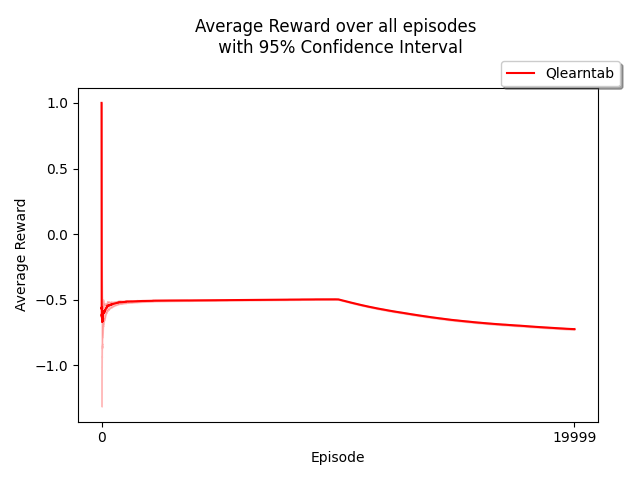 Average Reward over all episodes
with 95% Confidence Interval
Qlearntab
1.0
0.5
0.0
−0.5
−1.0
Average Reward
0
19999
Episode